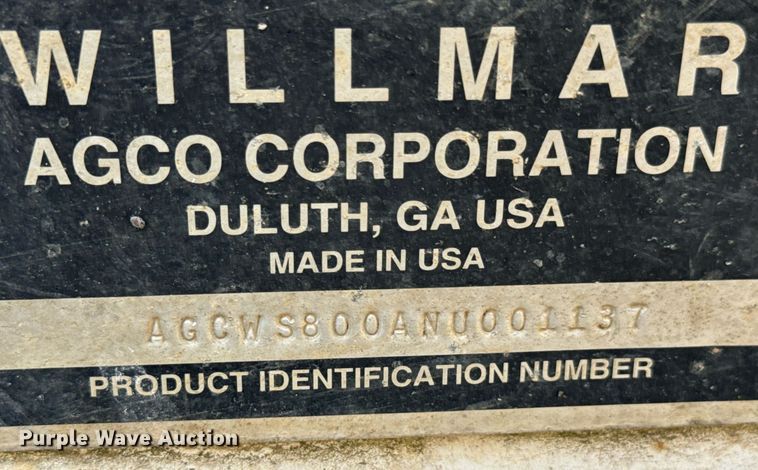 WILLMAR
AGCO CORPORATION
DULUTH, GA USA
MADE IN USA
AGCWS800ANU001137
PRODUCT IDENTIFICATION NUMBER
Purple Wave Auction